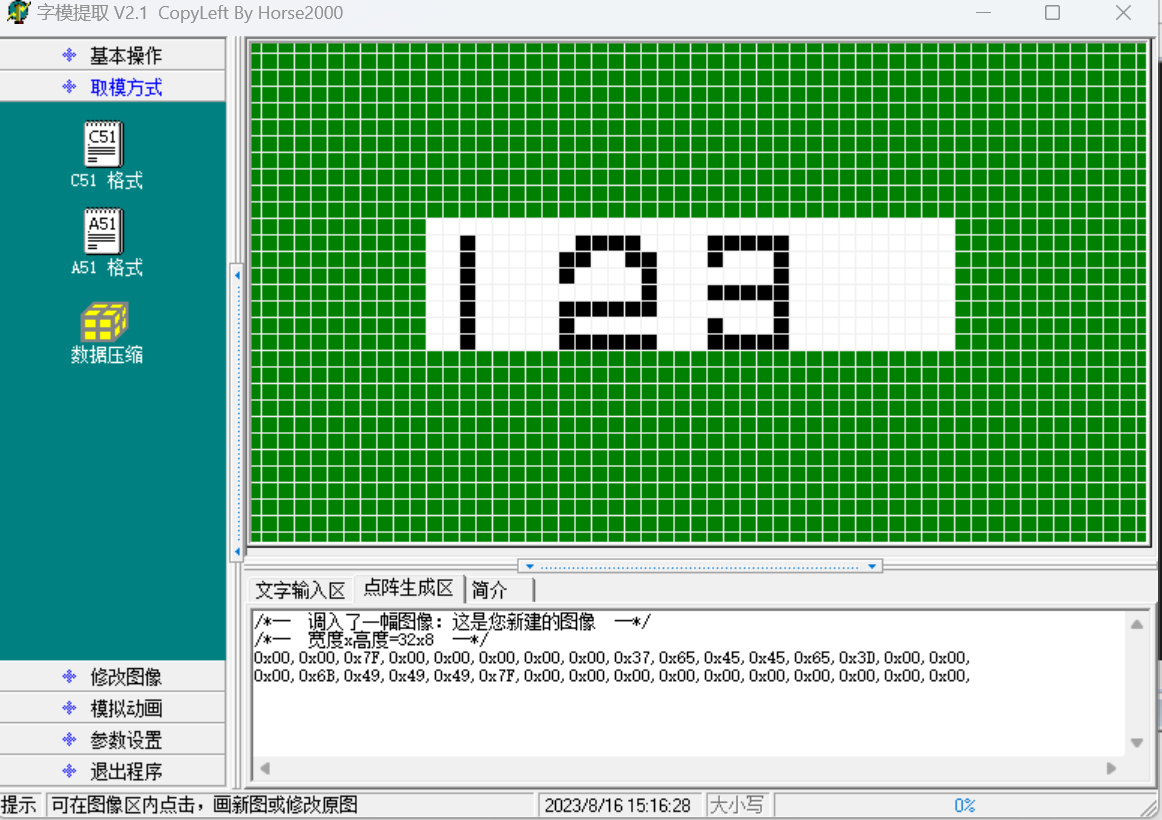 字模提取 V2.1 CopyLeft By Horse2000
基本操作
取模方式
C51
C51 格式
A51
A51 格式
数据压缩
修改图像
模拟动画
参数设置
退出程序
123
文字输入区 点阵生成区 简介
/*— 调入了一幅图像：这是您新建的图像 —*/
/*— 宽度x高度=32x8 —*/
0x00,0x00,0x7F,0x00,0x00,0x00,0x00,0x00,0x37,0x65,0x45,0x45,0x65,0x3D,0x00,0x00,
0x00,0x6B,0x49,0x49,0x49,0x7F,0x00,0x00,0x00,0x00,0x00,0x00,0x00,0x00,0x00,0x00,
提示 可在图像区内点击，画新图或修改原图 2023/8/16 15:16:28 大小写 0%